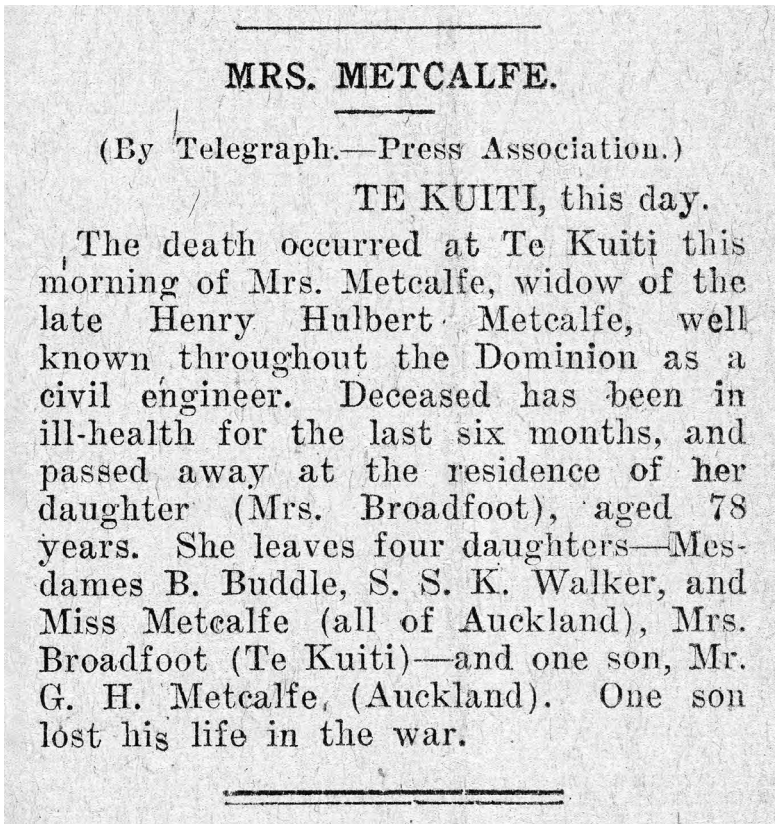 MRS. METCALFE.
(By Telegraph.—Press Association.)
TE KUITI, this day.
The death occurred at Te Kuiti this
morning of Mrs. Metcalfe, widow of the
late Henry Hulbert Metcalfe, well
known throughout the Dominion as a
civil engineer. Deceased has been in
ill-health for the last six months, and
passed away at the residence of her
daughter (Mrs. Broadfoot), aged 78
years. She leaves four daughters—Mes-
dames B. Buddle, S. S. K. Walker, and
Miss Metcalfe (all of Auckland), Mrs.
Broadfoot (Te Kuiti)—and one son, Mr.
G. H. Metcalfe, (Auckland). One son
lost his life in the war.